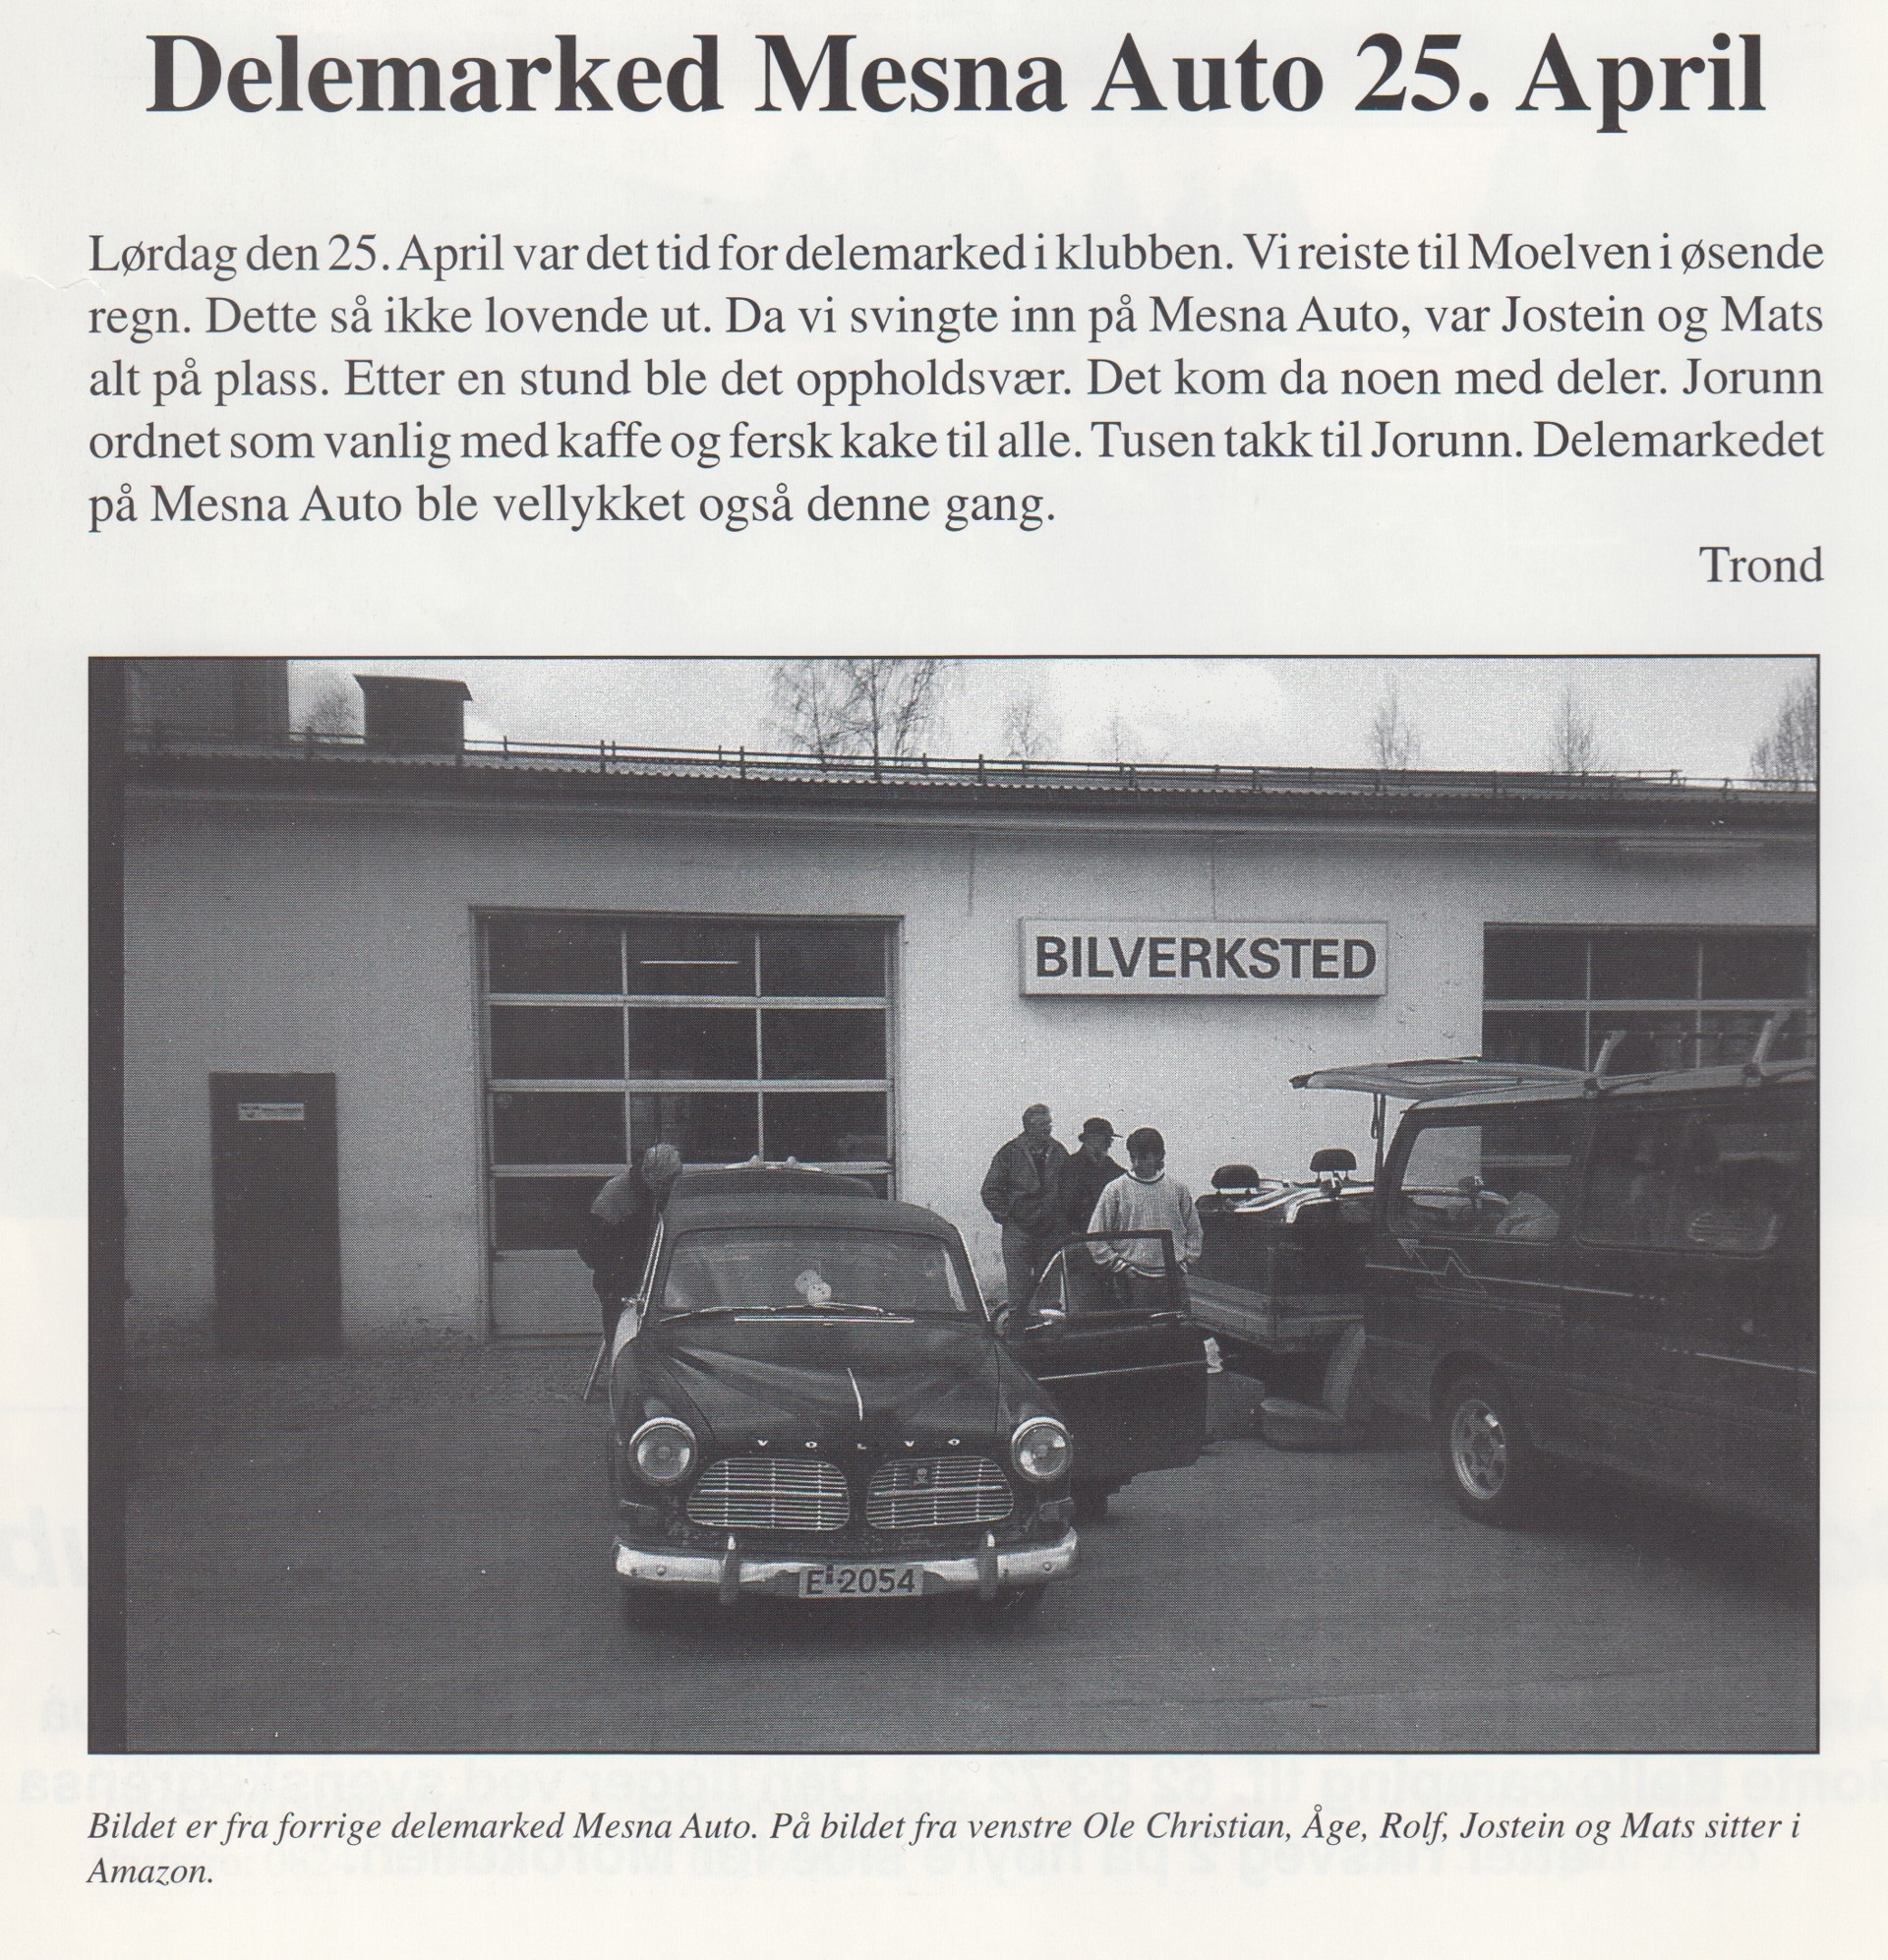 Delemarked Mesna Auto 25. April
Lørdag den 25. April var det tid for delemarked i klubben. Vi reiste til Moelven i øsende
regn. Dette så ikke lovende ut. Da vi svingte inn på Mesna Auto, var Jostein og Mats
alt på plass. Etter en stund ble det oppholdsvær. Det kom da noen med deler. Jorunn
ordnet som vanlig med kaffe og fersk kake til alle. Tusen takk til Jorunn. Delemarkedet
på Mesna Auto ble vellykket også denne gang.
Trond
BILVERKSTED
VOLVO
E 2054
Bildet er fra forrige delemarked Mesna Auto. På bildet fra venstre Ole Christian, Åge, Rolf, Jostein og Mats sitter i
Amazon.